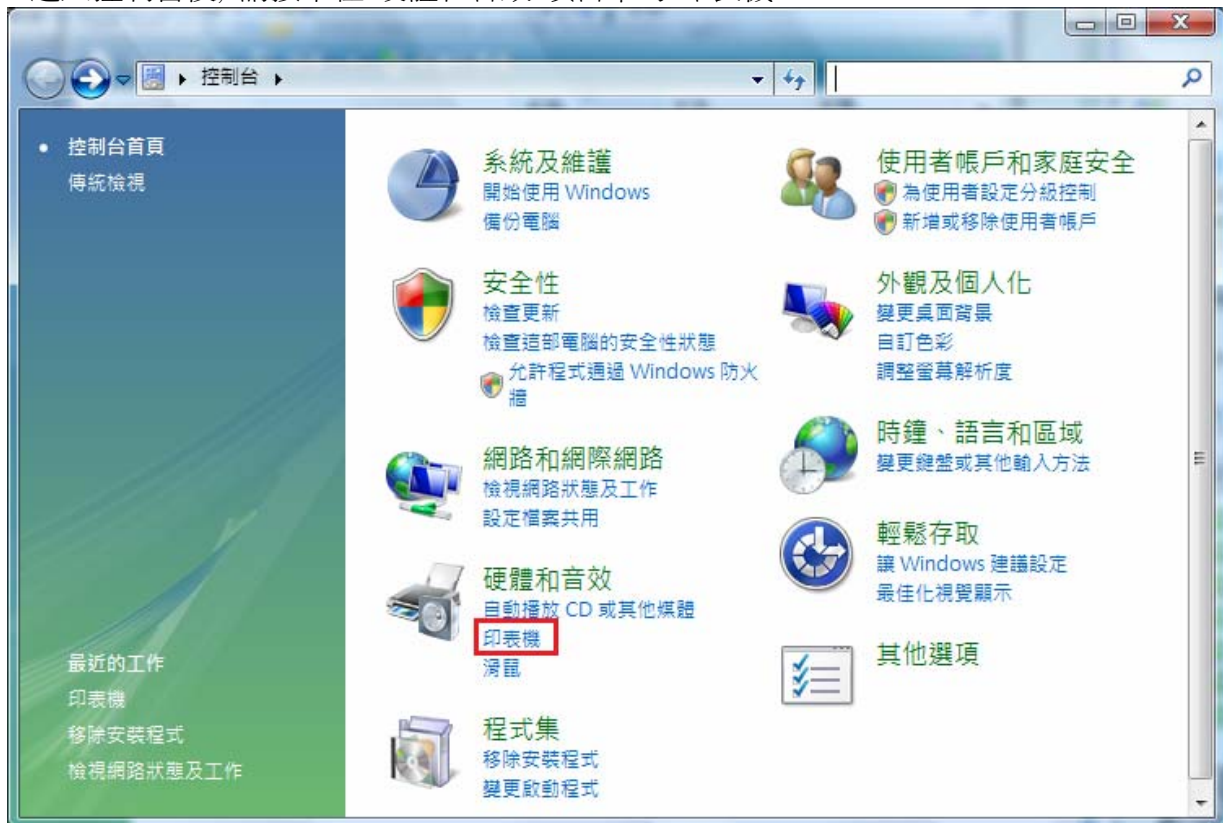 控制台
控制台首頁
傳統檢視
系統及維護
開始使用 Windows
備份電腦
安全性
檢查更新
檢查這部電腦的安全性狀態
允許程式通過 Windows 防火
牆
網路和網際網路
檢視網路狀態及工作
設定檔案共用
硬體和音效
自動播放 CD 或其他媒體
印表機
滑鼠
程式集
移除安裝程式
變更啟動程式
使用者帳戶和家庭安全
為使用者設定分級控制
新增或移除使用者帳戶
外觀及個人化
變更桌面背景
自訂色彩
調整螢幕解析度
時鐘、語言和區域
變更鍵盤或其他輸入方法
輕鬆存取
讓 Windows 建議設定
最佳化視覺顯示
其他選項
最近的工作
印表機
移除安裝程式
檢視網路狀態及工作